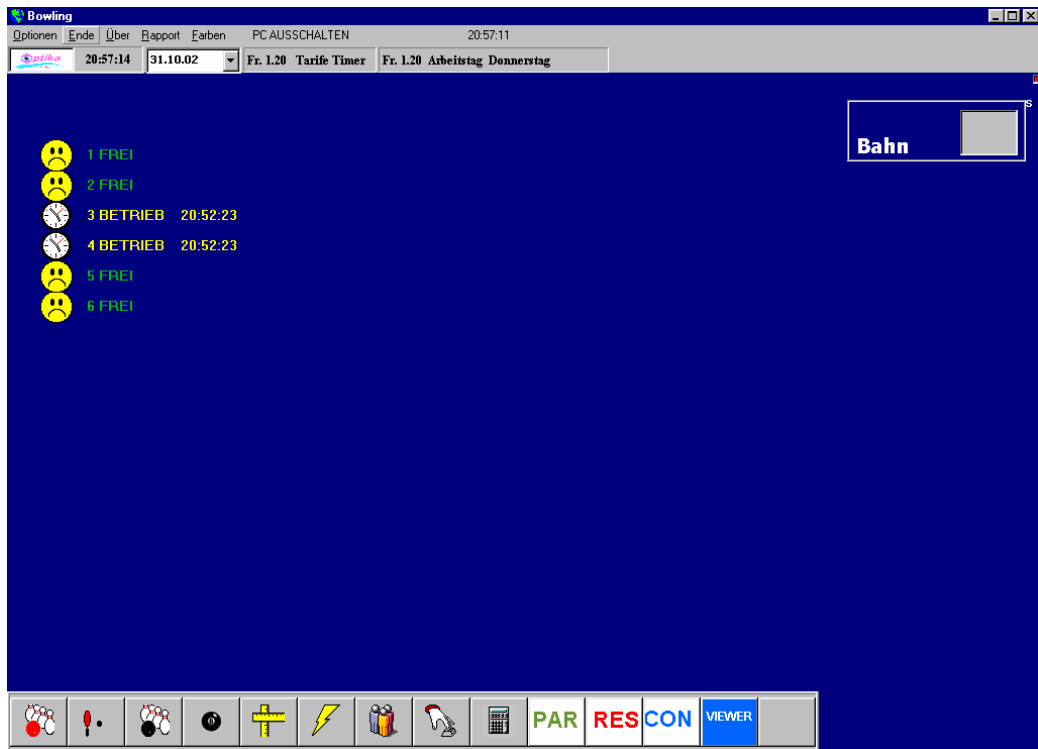 Bowling
Optionen Ende Über Rapport Farben PC AUSSCHALTEN 20:57:11
Optika 20:57:14 31.10.02 Fr. 1.20 Tarife Timer Fr. 1.20 Arbeitstag Donnerstag
S
Bahn
1 FREI
2 FREI
3 BETRIEB 20:52:23
4 BETRIEB 20:52:23
5 FREI
6 FREI
PAR RES CON VIEWER